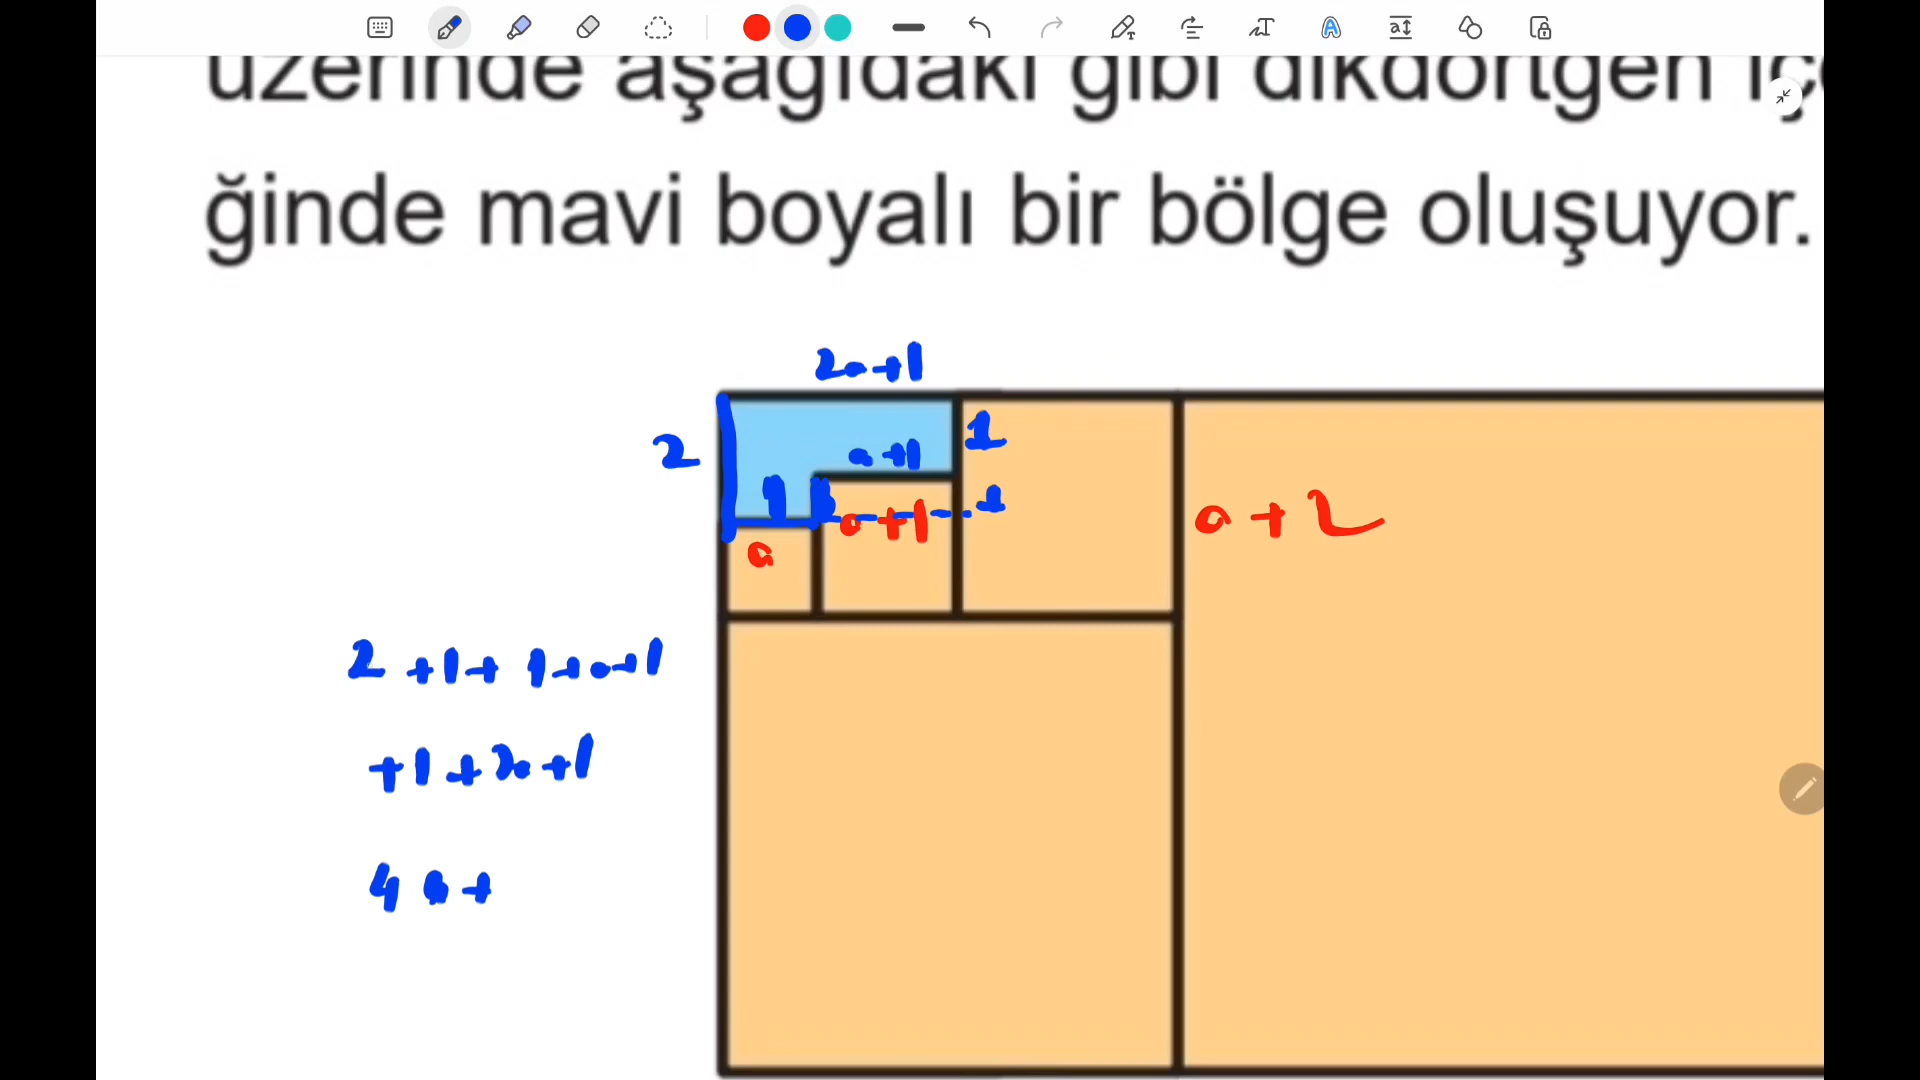 üzerinde aşağıdaki gibi dikdörtgen iç
ğinde mavi boyalı bir bölge oluşuyor.
2a+1
2
1
a+1
1
1
a+1
a
a+2
2 +1+ 1+a+1
+1+2a+1
4a+